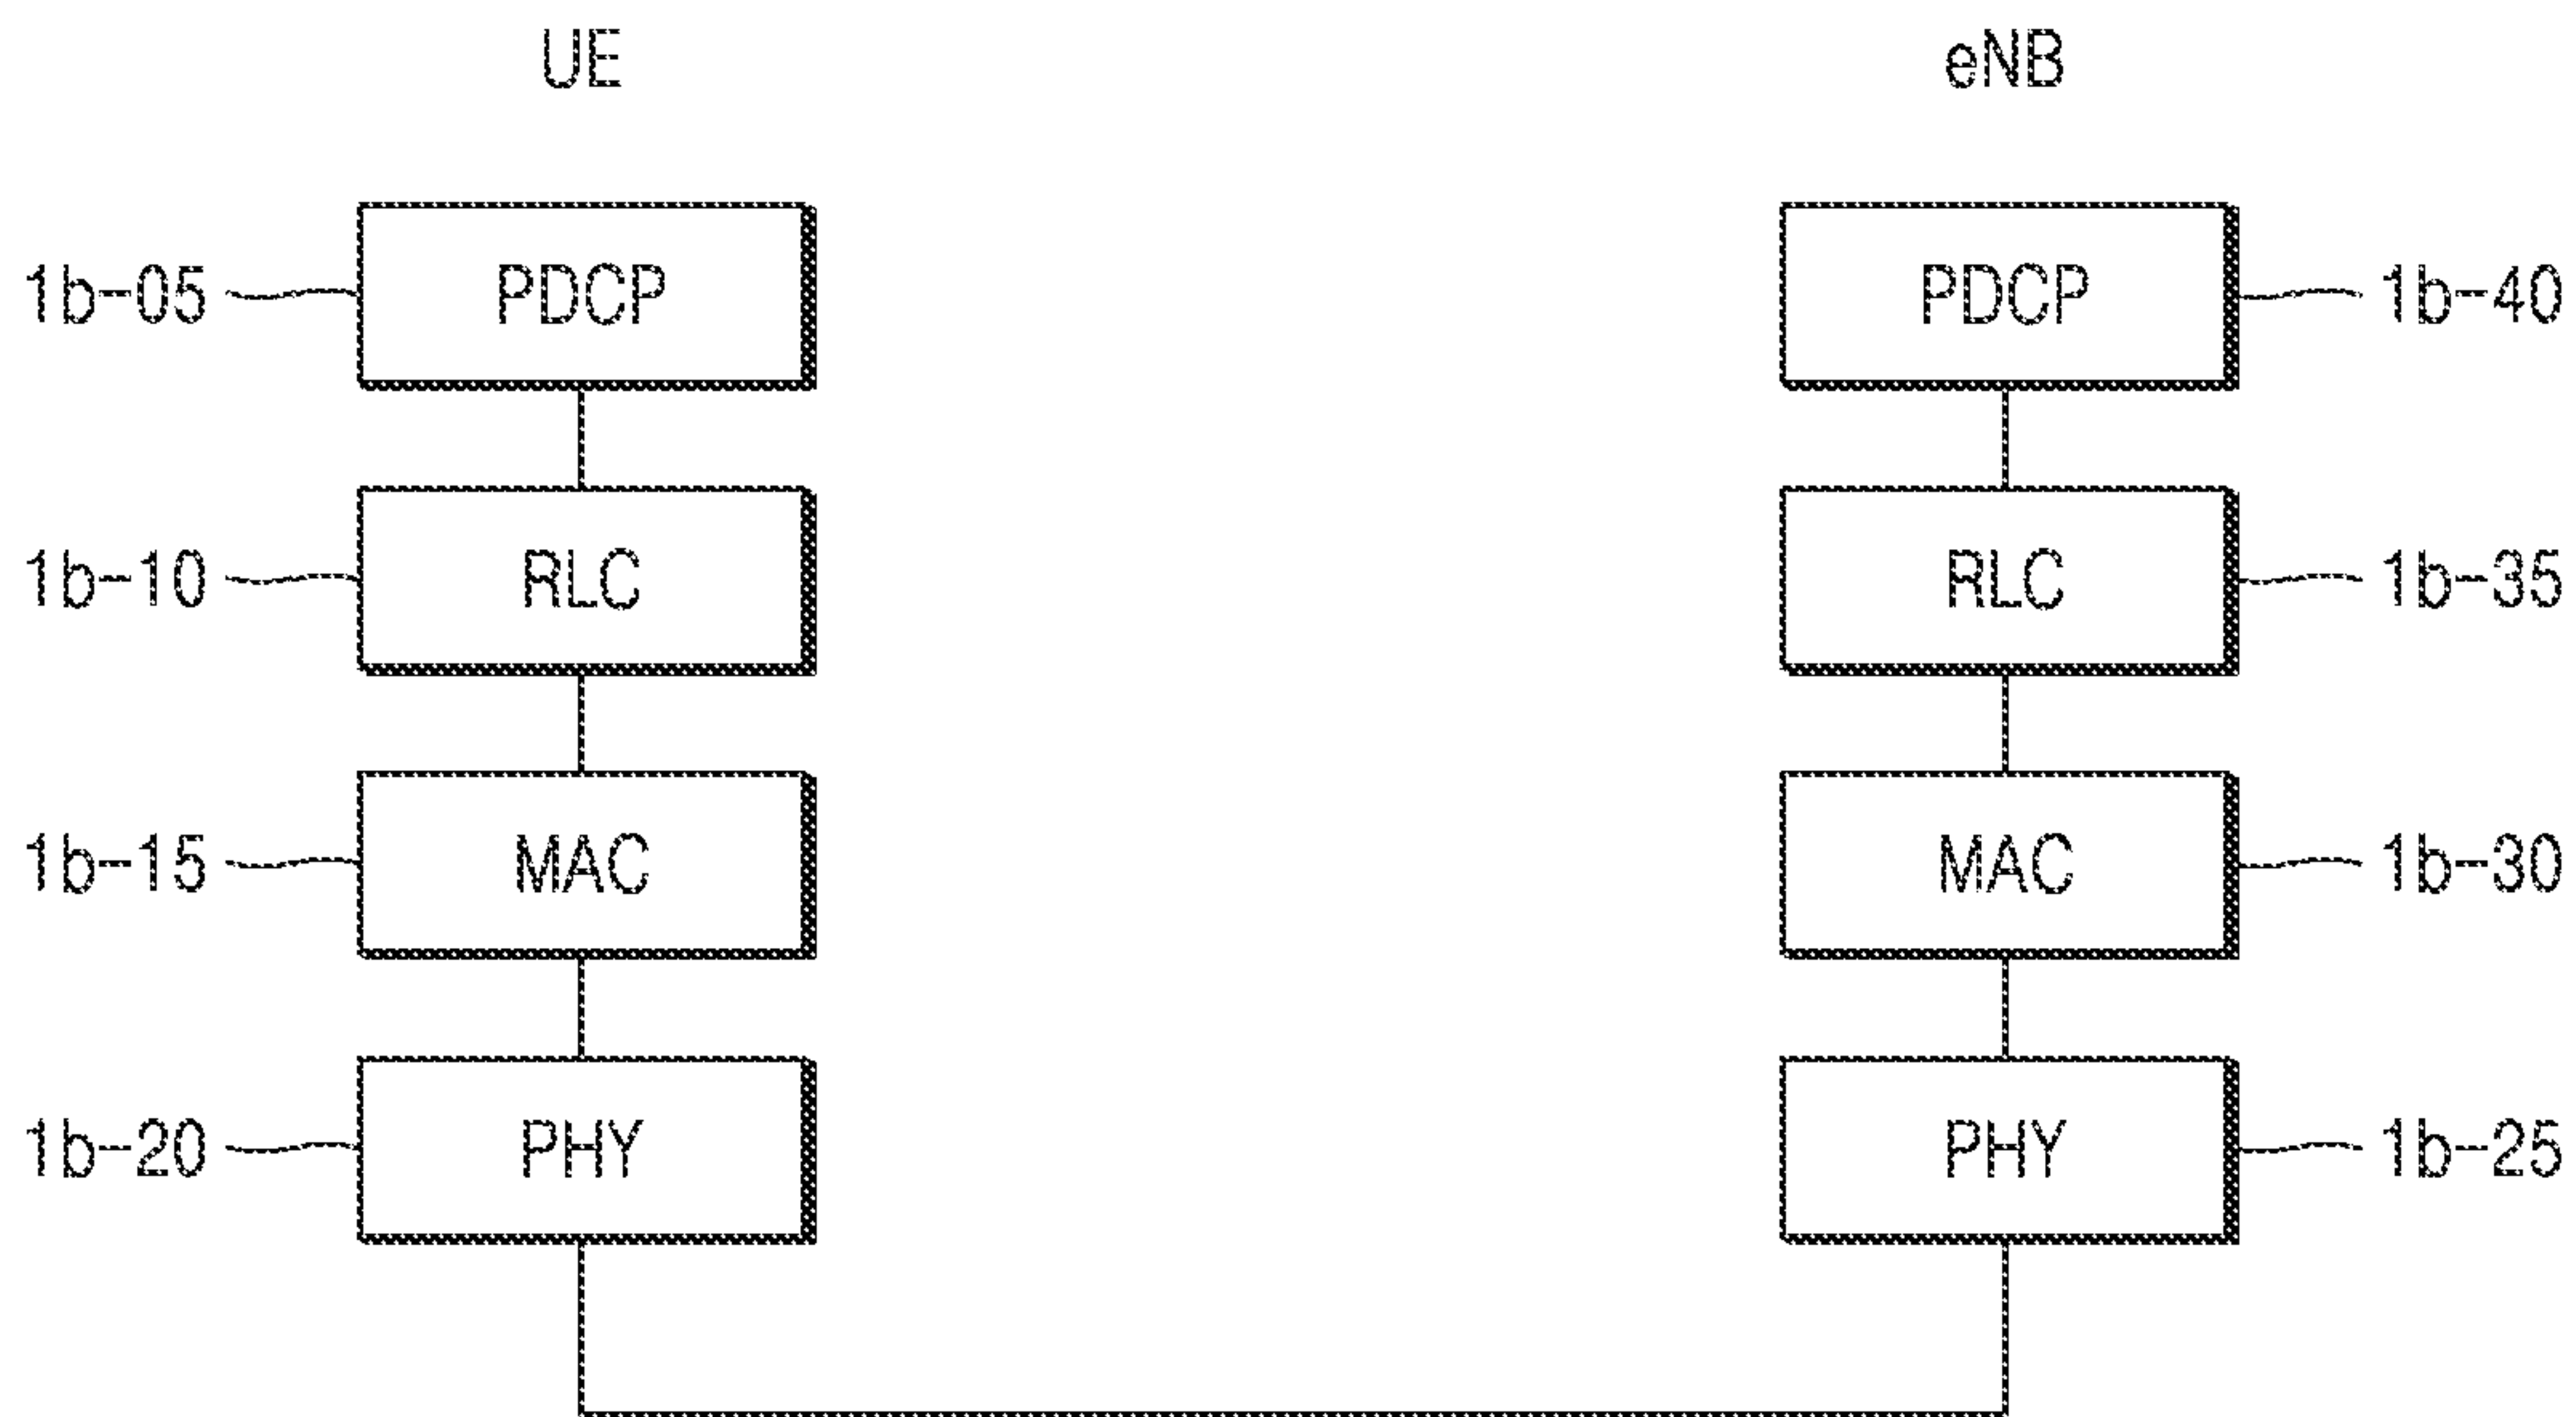 UE eNB
1b-05 PDCP PDCP 1b-40
1b-10 RLC RLC 1b-35
1b-15 MAC MAC 1b-30
1b-20 PHY PHY 1b-25